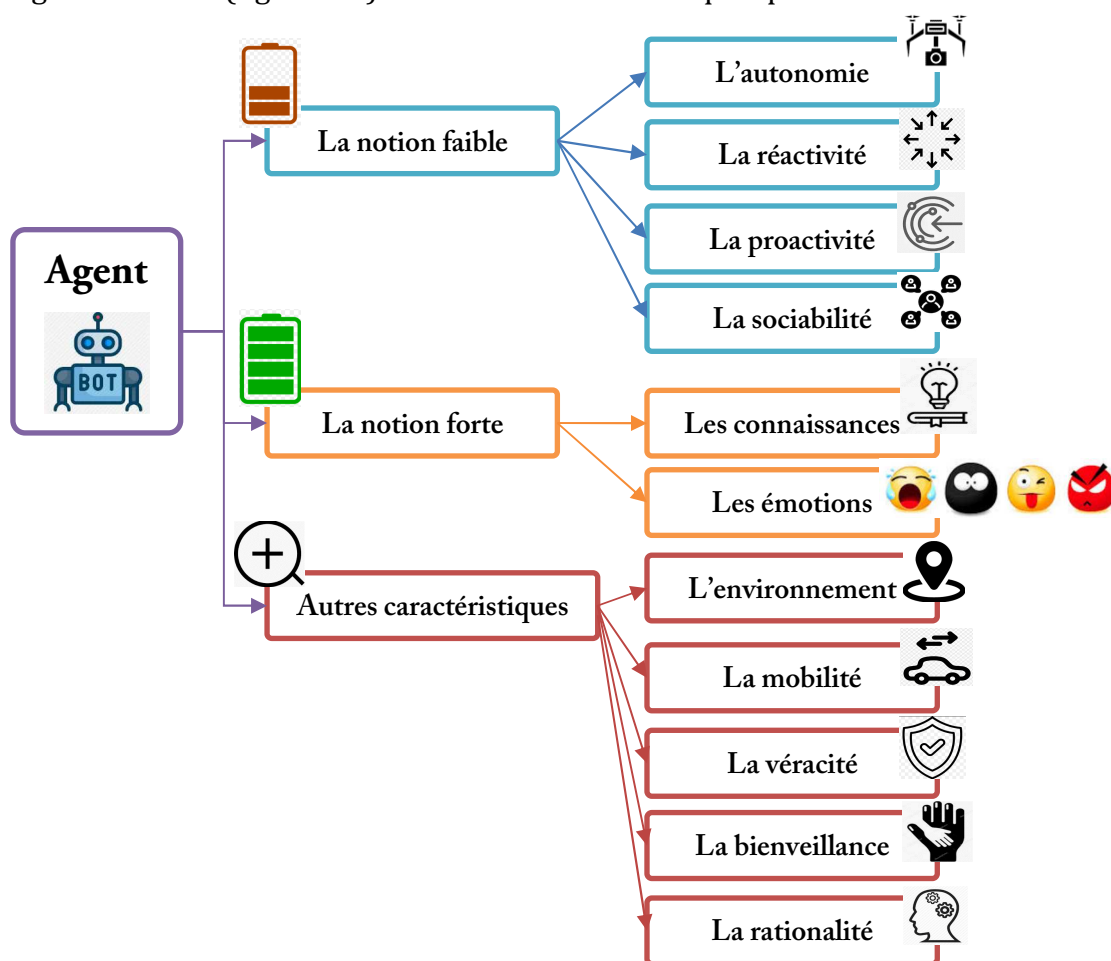 L'autonomie
La notion faible
La réactivité
La proactivité
Agent
BOT
La sociabilité
La notion forte
Les connaissances
Les émotions
Autres caractéristiques
L'environnement
La mobilité
La véracité
La bienveillance
La rationalité